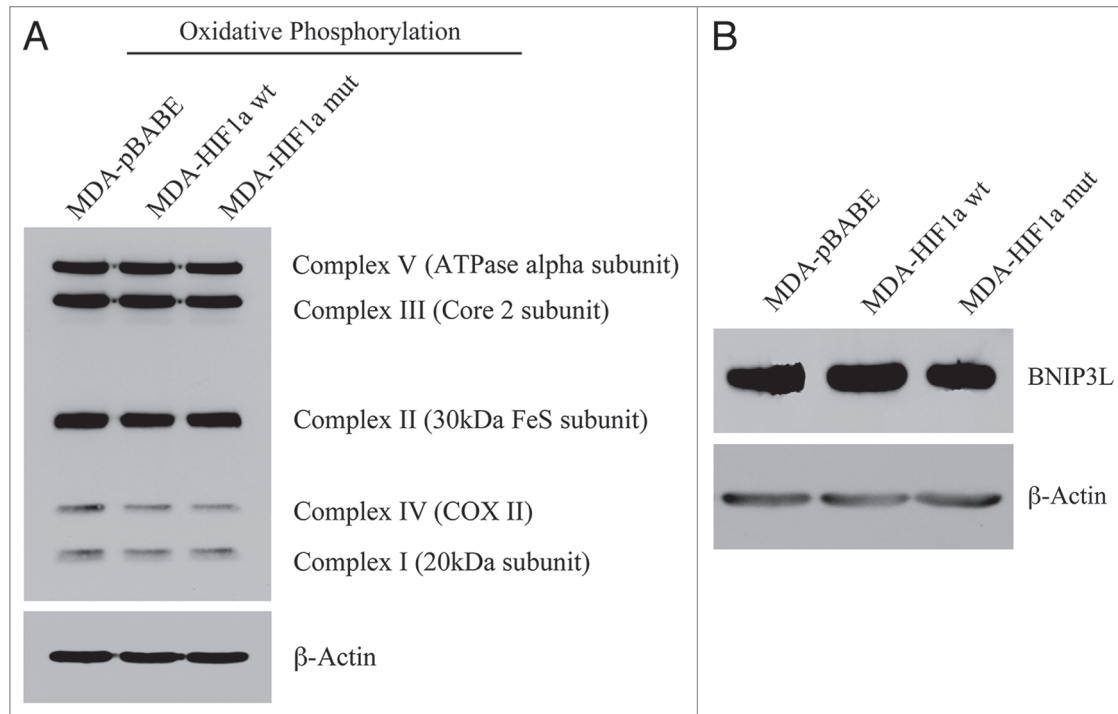 A
Oxidative Phosphorylation
MDA-pBABE
MDA-HIF1a wt
MDA-HIF1a mut
Complex V (ATPase alpha subunit)
Complex III (Core 2 subunit)
Complex II (30kDa FeS subunit)
Complex IV (COX II)
Complex I (20kDa subunit)
β-Actin
B
MDA-pBABE
MDA-HIF1a wt
MDA-HIF1a mut
BNIP3L
β-Actin